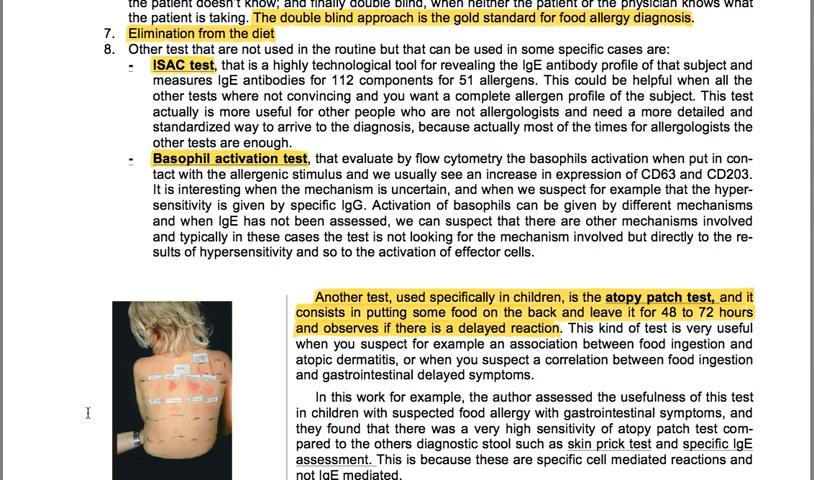 the patient doesn't know; and finally double blind, when neither the patient or the physician knows what
the patient is taking. The double blind approach is the gold standard for food allergy diagnosis.
7. Elimination from the diet
8. Other test that are not used in the routine but that can be used in some specific cases are:
- ISAC test, that is a highly technological tool for revealing the IgE antibody profile of that subject and
measures IgE antibodies for 112 components for 51 allergens. This could be helpful when all the
other tests where not convincing and you want a complete allergen profile of the subject. This test
actually is more useful for other people who are not allergologists and need a more detailed and
standardized way to arrive to the diagnosis, because actually most of the times for allergologists the
other tests are enough.
- Basophil activation test, that evaluate by flow cytometry the basophils activation when put in con-
tact with the allergenic stimulus and we usually see an increase in expression of CD63 and CD203.
It is interesting when the mechanism is uncertain, and when we suspect for example that the hyper-
sensitivity is given by specific IgG. Activation of basophils can be given by different mechanisms
and when IgE has not been assessed, we can suspect that there are other mechanisms involved
and typically in these cases the test is not looking for the mechanism involved but directly to the re-
sults of hypersensitivity and so to the activation of effector cells.
Another test, used specifically in children, is the atopy patch test, and it
consists in putting some food on the back and leave it for 48 to 72 hours
and observes if there is a delayed reaction. This kind of test is very useful
when you suspect for example an association between food ingestion and
atopic dermatitis, or when you suspect a correlation between food ingestion
and gastrointestinal delayed symptoms.
In this work for example, the author assessed the usefulness of this test
in children with suspected food allergy with gastrointestinal symptoms, and
they found that there was a very high sensitivity of atopy patch test com-
pared to the others diagnostic stool such as skin prick test and specific IgE
assessment. This is because these are specific cell mediated reactions and
not IgE mediated.